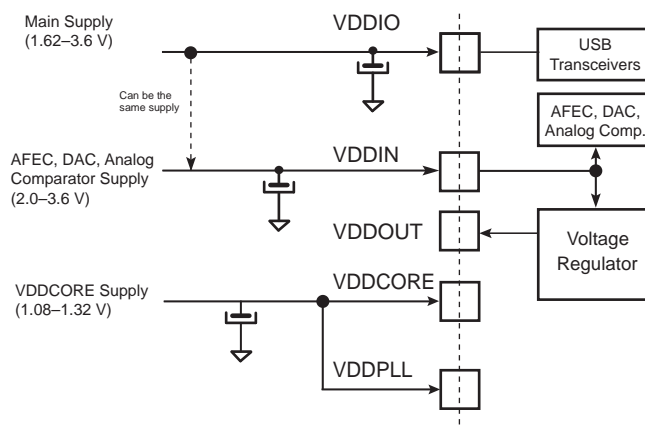 Main Supply
(1.62–3.6 V)
VDDIO
USB
Transceivers
Can be the
same supply
AFEC, DAC,
Analog Comp.
AFEC, DAC, Analog
Comparator Supply
(2.0–3.6 V)
VDDIN
VDDOUT
Voltage
Regulator
VDDCORE Supply
(1.08–1.32 V)
VDDCORE
VDDPLL